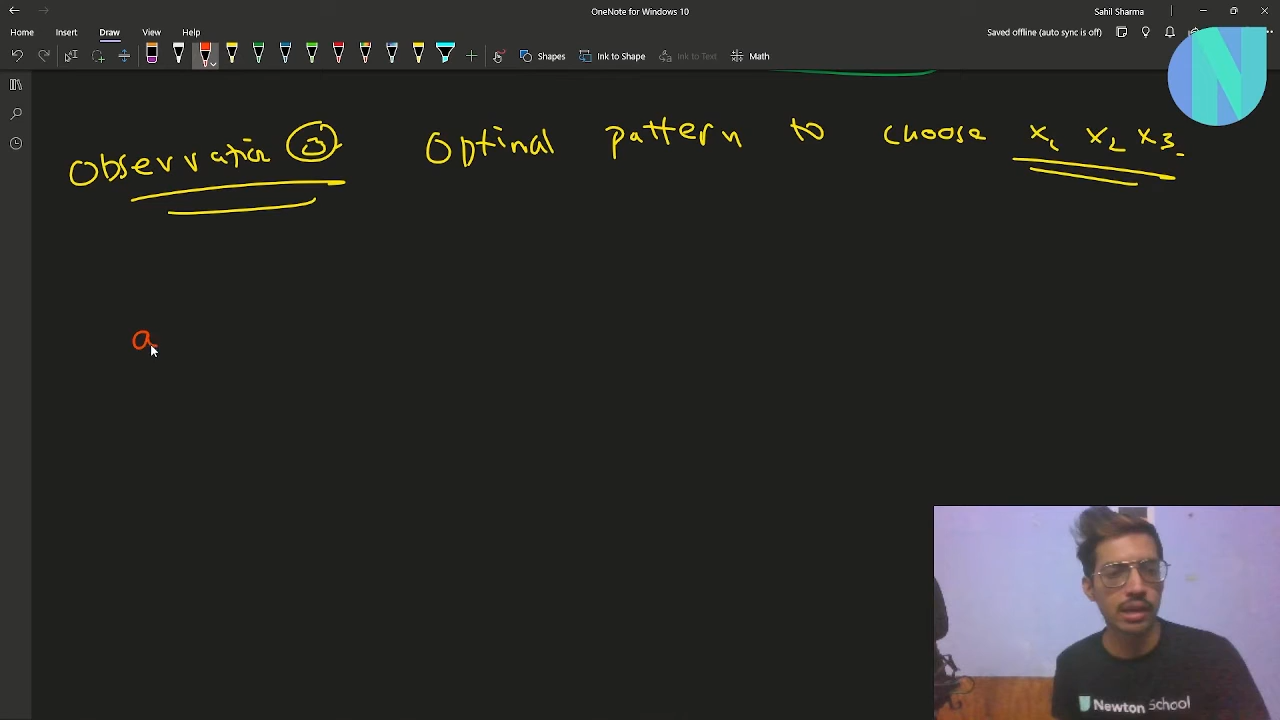 OneNote for Windows 10
Sahil Sharma
Home Insert Draw View Help
Saved offline (auto sync is off)
Shapes Ink to Shape Ink to Text Math
Observation 3 Optimal pattern to choose x1 x2 x3
a
Newton School